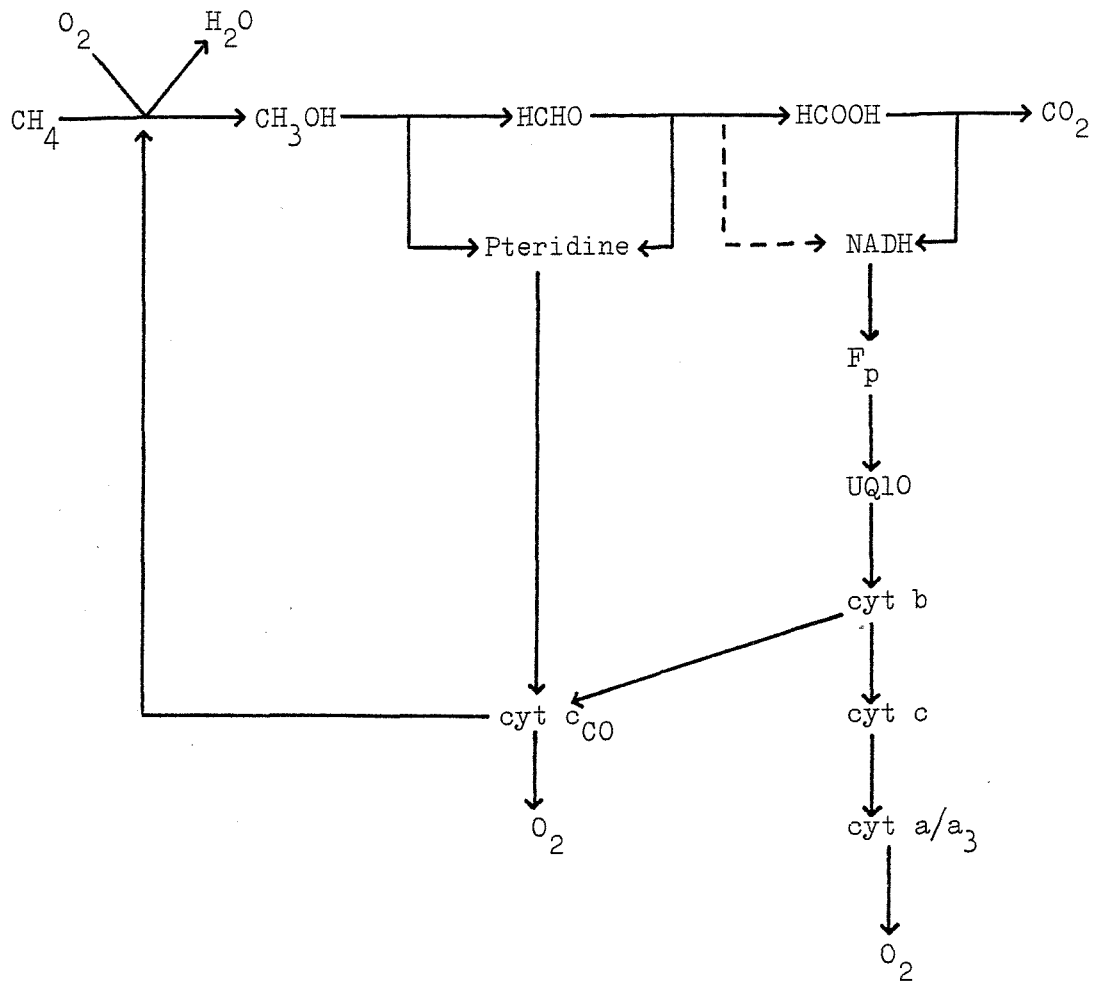 O2 H2O
CH4 CH3OH HCHO HCOOH CO2
Pteridine NADH
Fp
UQ10
cyt b
cyt cCO cyt c
O2 cyt a/a3
O2